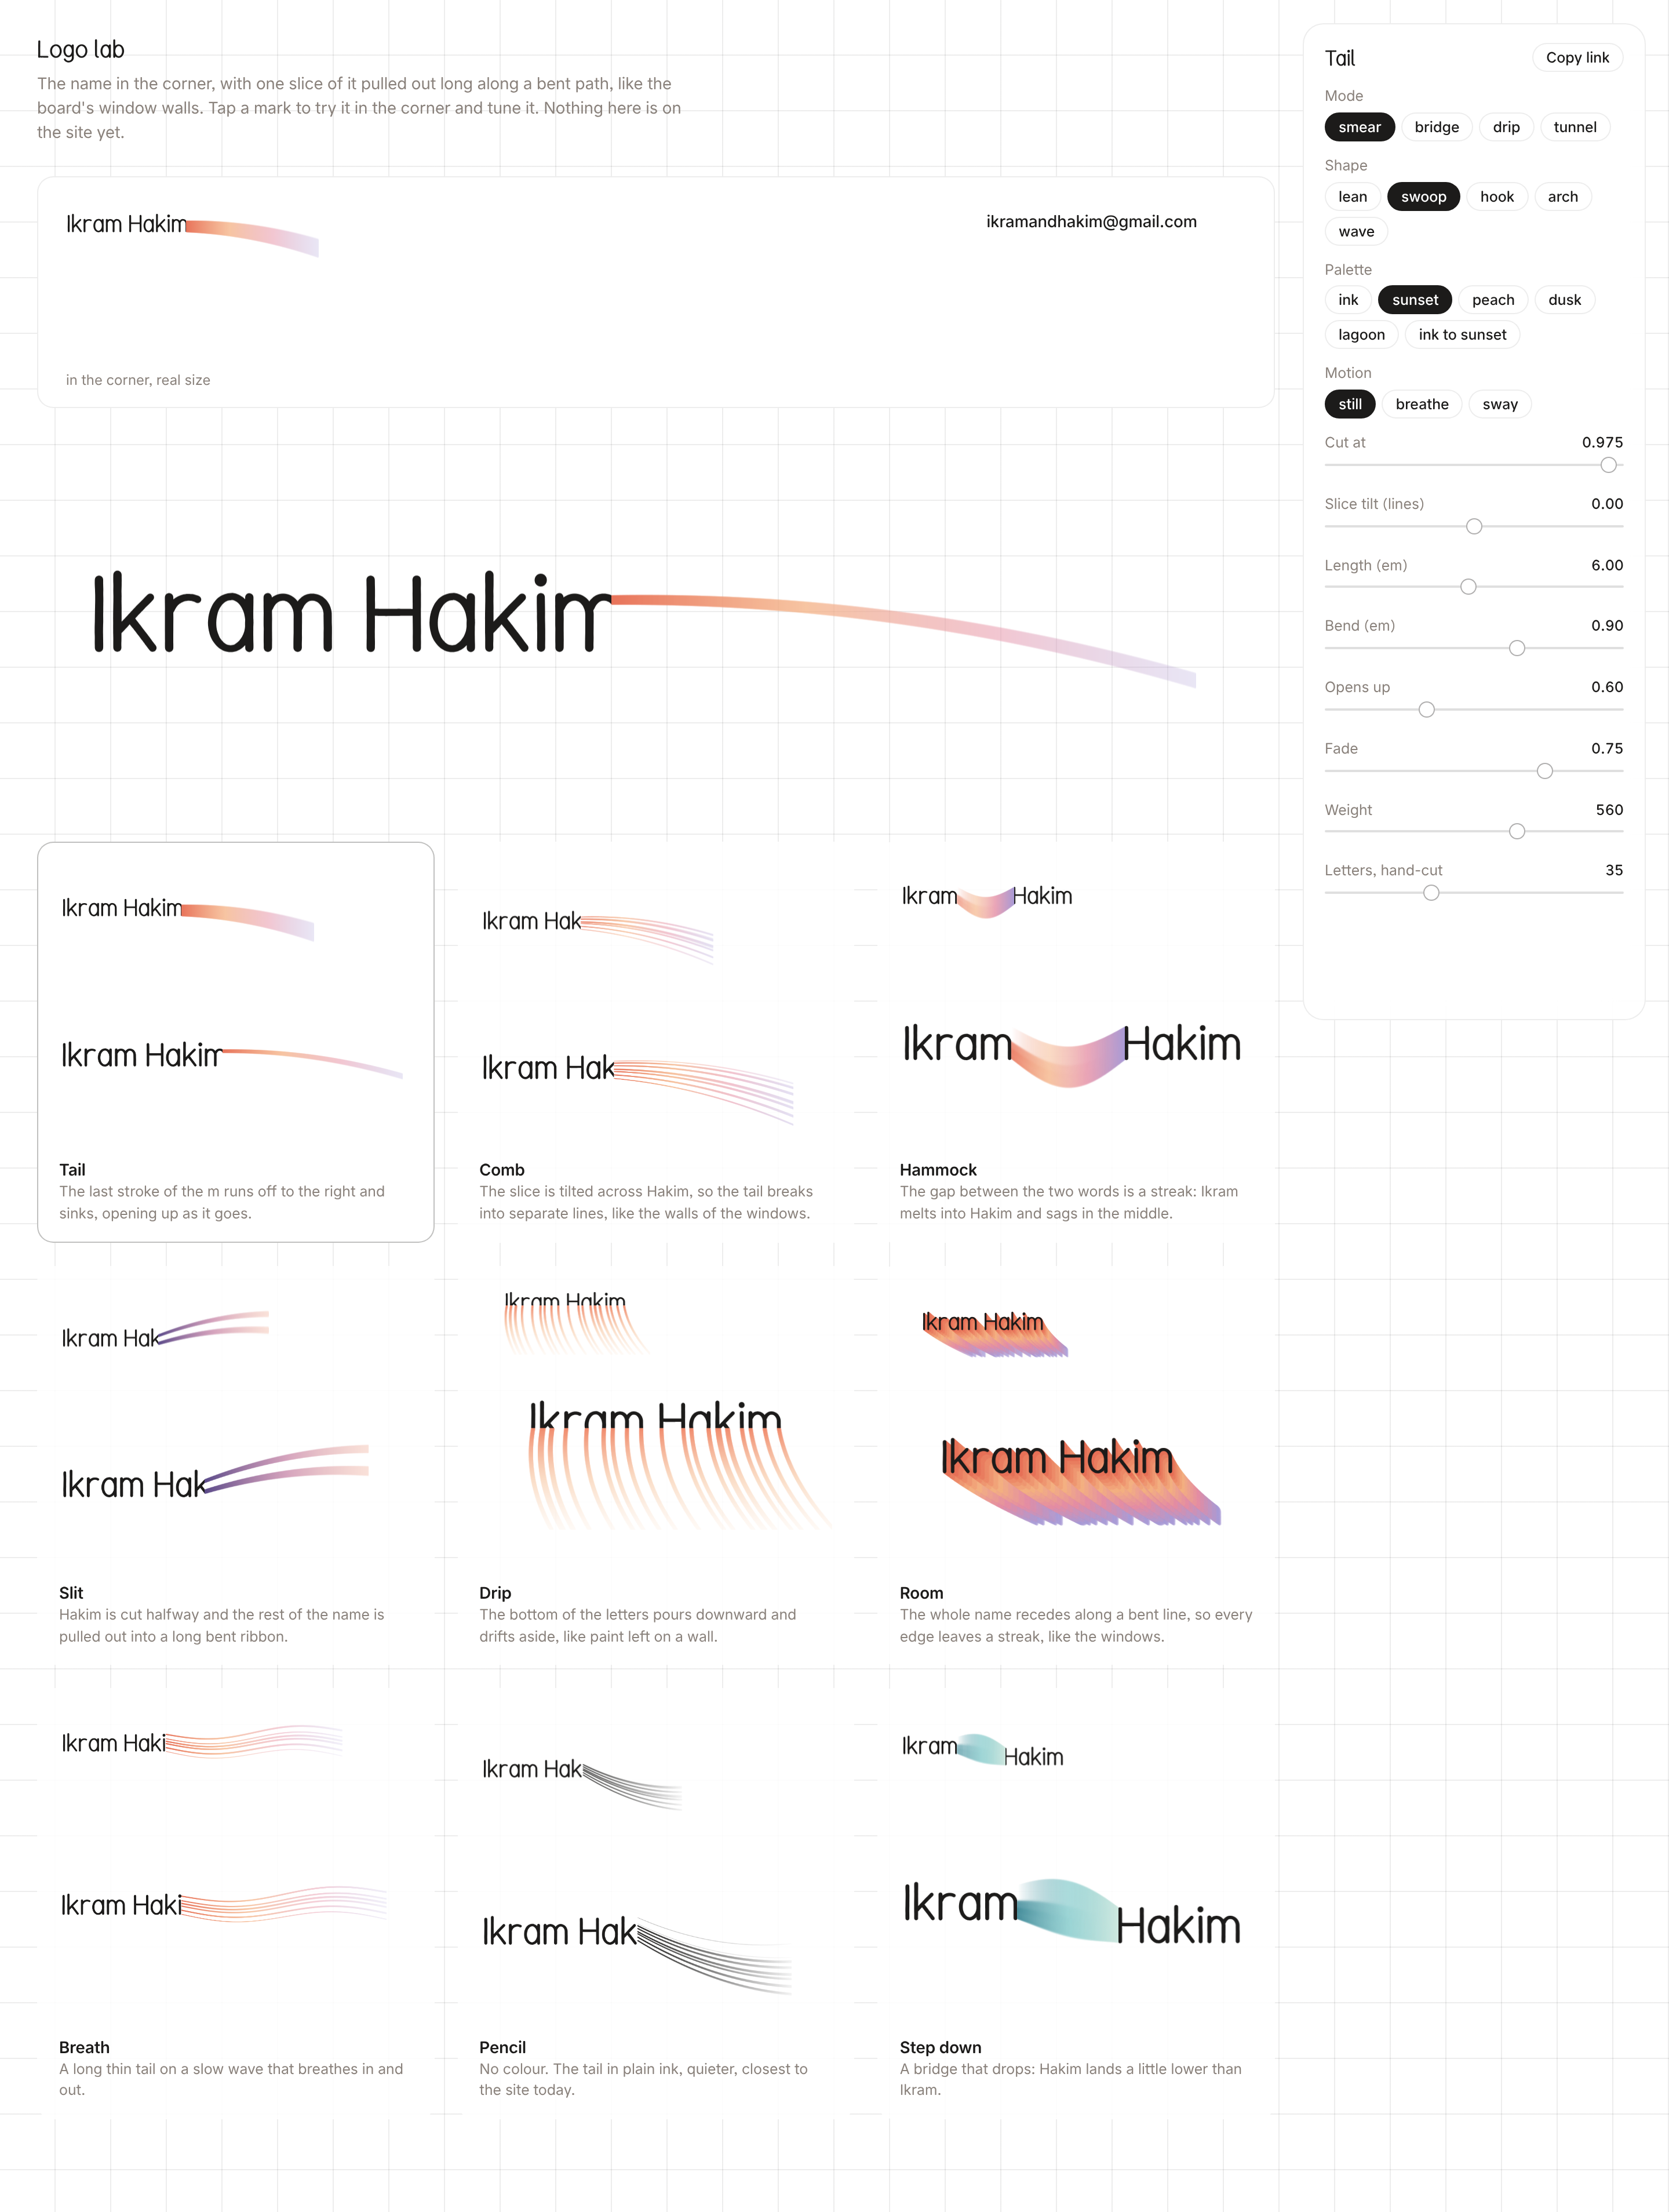 Logo lab
The name in the corner, with one slice of it pulled out long along a bent path, like the
board's window walls. Tap a mark to try it in the corner and tune it. Nothing here is on
the site yet.
Ikram Hakim
ikramandhakim@gmail.com
in the corner, real size
Ikram Hakim
Tail
Copy link
Mode
smear
bridge
drip
tunnel
Shape
lean
swoop
hook
arch
wave
Palette
ink
sunset
peach
dusk
lagoon
ink to sunset
Motion
still
breathe
sway
Cut at
0.975
Slice tilt (lines)
0.00
Length (em)
6.00
Bend (em)
0.90
Opens up
0.60
Fade
0.75
Weight
560
Letters, hand-cut
35
Ikram Hakim
Ikram Hakim
Tail
The last stroke of the m runs off to the right and
sinks, opening up as it goes.
Ikram Hak
Ikram Hak
Comb
The slice is tilted across Hakim, so the tail breaks
into separate lines, like the walls of the windows.
Ikram Hakim
Ikram Hakim
Hammock
The gap between the two words is a streak: Ikram
melts into Hakim and sags in the middle.
Ikram Hak
Ikram Hak
Slit
Hakim is cut halfway and the rest of the name is
pulled out into a long bent ribbon.
Ikram Hakim
Ikram Hakim
Drip
The bottom of the letters pours downward and
drifts aside, like paint left on a wall.
Ikram Hakim
Ikram Hakim
Room
The whole name recedes along a bent line, so every
edge leaves a streak, like the windows.
Ikram Haki
Ikram Haki
Breath
A long thin tail on a slow wave that breathes in and
out.
Ikram Hak
Ikram Hak
Pencil
No colour. The tail in plain ink, quieter, closest to
the site today.
Ikram Hakim
Ikram Hakim
Step down
A bridge that drops: Hakim lands a little lower than
Ikram.